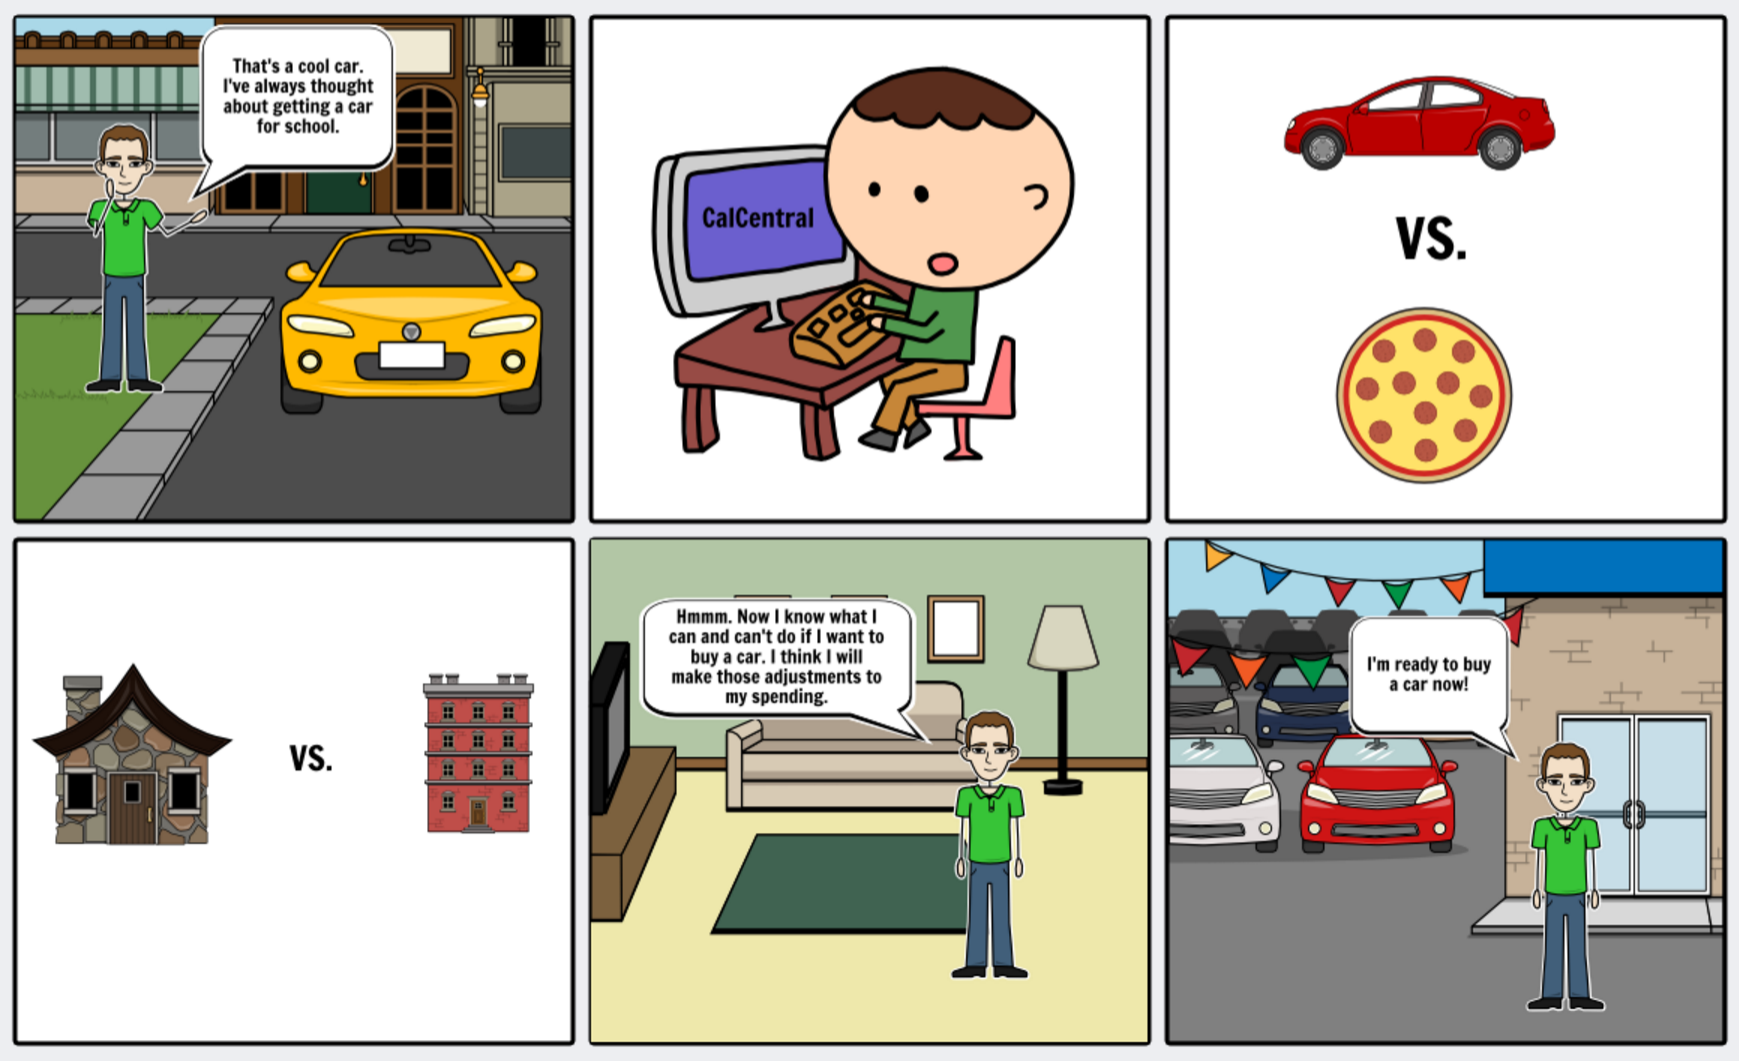 That's a cool car.
I've always thought
about getting a car
for school.
CalCentral
VS.
VS.
Hmmm. Now I know what I
can and can't do if I want to
buy a car. I think I will
make those adjustments to
my spending.
I'm ready to buy
a car now!